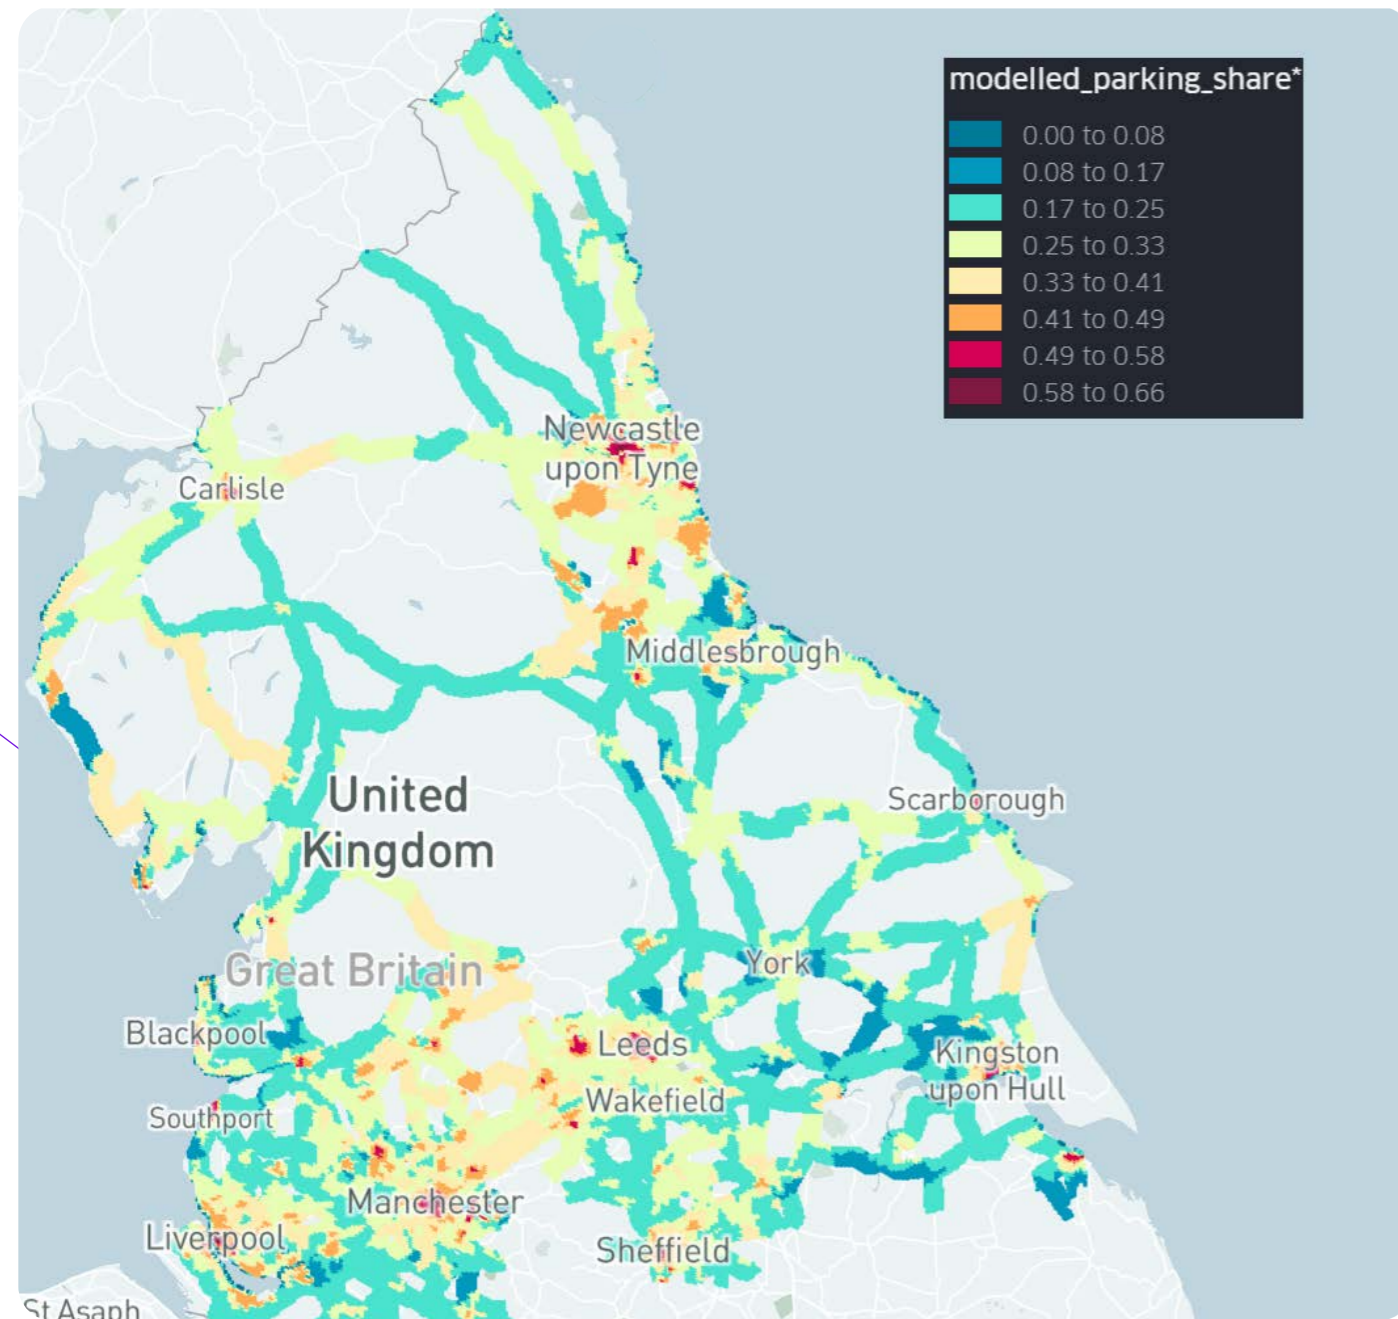 modelled_parking_share*
0.00 to 0.08
0.08 to 0.17
0.17 to 0.25
0.25 to 0.33
0.33 to 0.41
0.41 to 0.49
0.49 to 0.58
0.58 to 0.66
Newcastle
upon Tyne
Carlisle
Middlesbrough
United
Kingdom
Scarborough
Great Britain
York
Blackpool
Leeds
Kingston
upon Hull
Wakefield
Southport
Manchester
Liverpool
Sheffield
St Asaph